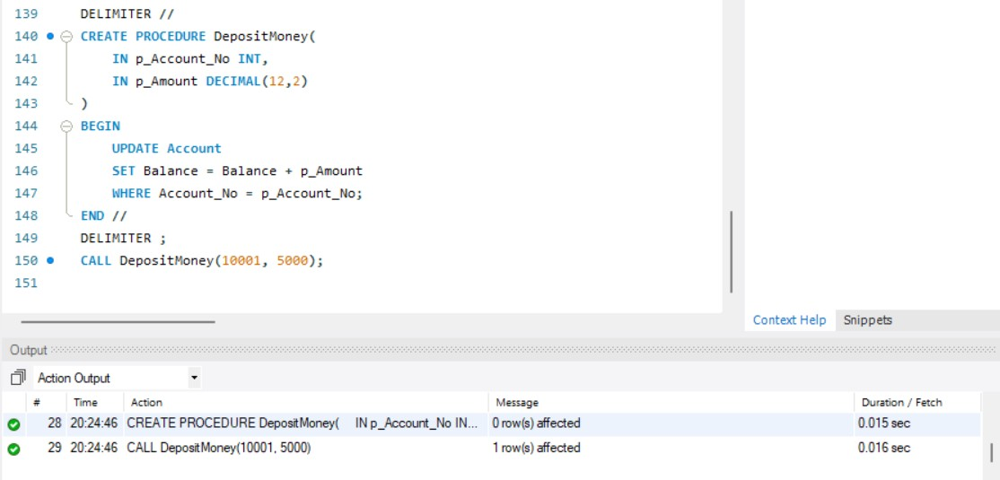 139 DELIMITER //
140 CREATE PROCEDURE DepositMoney(
141 IN p_Account_No INT,
142 IN p_Amount DECIMAL(12,2)
143 )
144 BEGIN
145 UPDATE Account
146 SET Balance = Balance + p_Amount
147 WHERE Account_No = p_Account_No;
148 END //
149 DELIMITER ;
150 CALL DepositMoney(10001, 5000);
151
Context Help Snippets
Output
Action Output
# Time Action Message Duration / Fetch
28 20:24:46 CREATE PROCEDURE DepositMoney( IN p_Account_No IN... 0 row(s) affected 0.015 sec
29 20:24:46 CALL DepositMoney(10001, 5000) 1 row(s) affected 0.016 sec